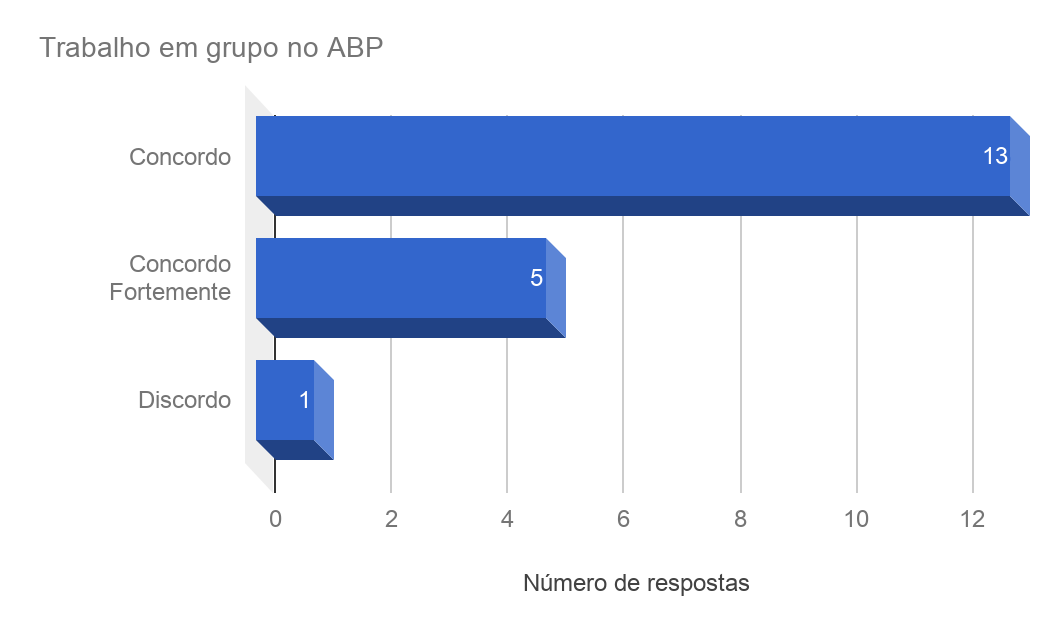 Trabalho em grupo no ABP
Concordo
13
Concordo
Fortemente
5
Discordo
1
0 2 4 6 8 10 12
Número de respostas